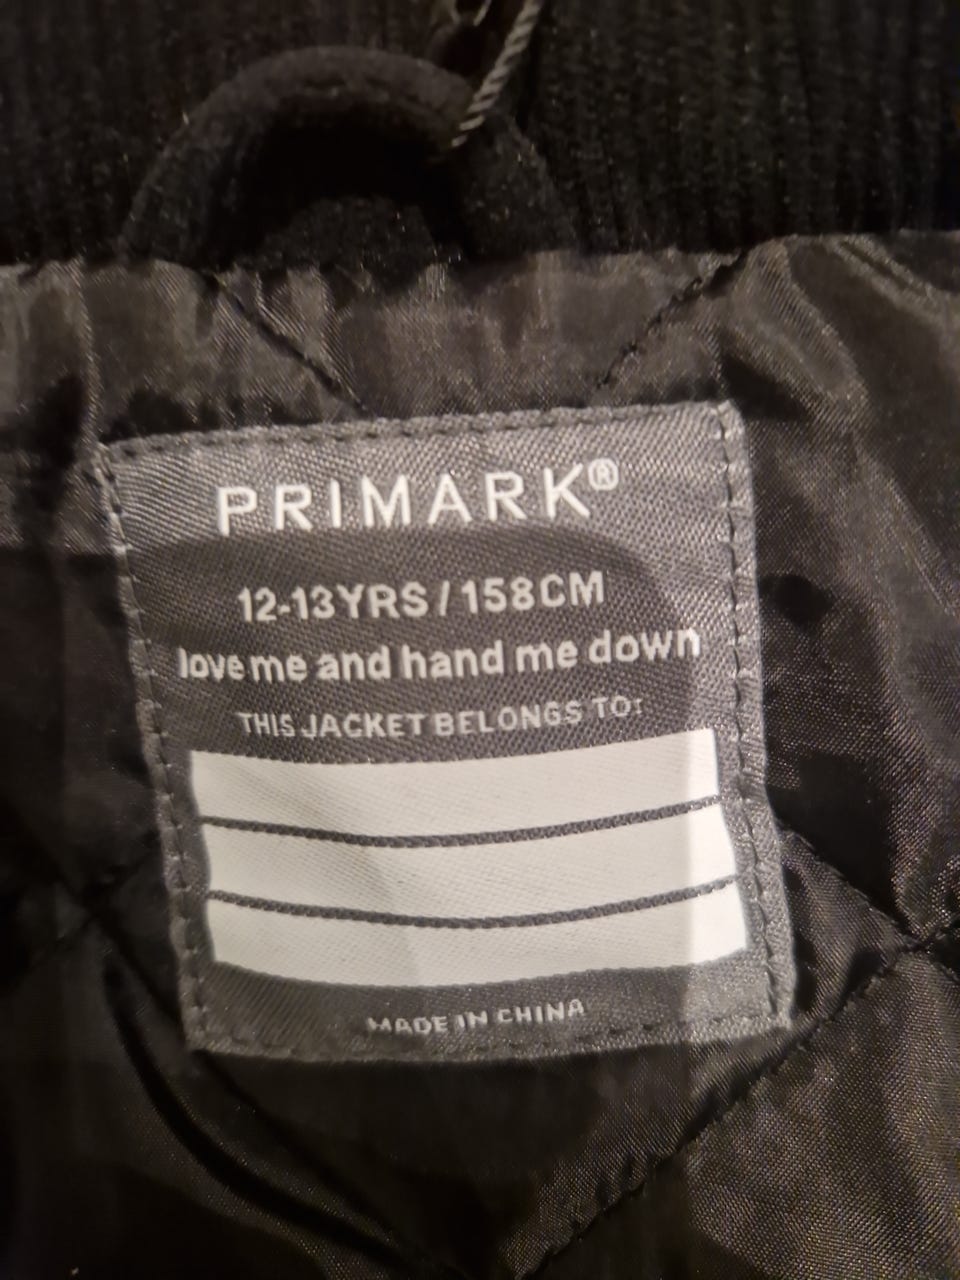 PRIMARK®
12-13YRS / 158CM
love me and hand me down
THIS JACKET BELONGS TO:
MADE IN CHINA